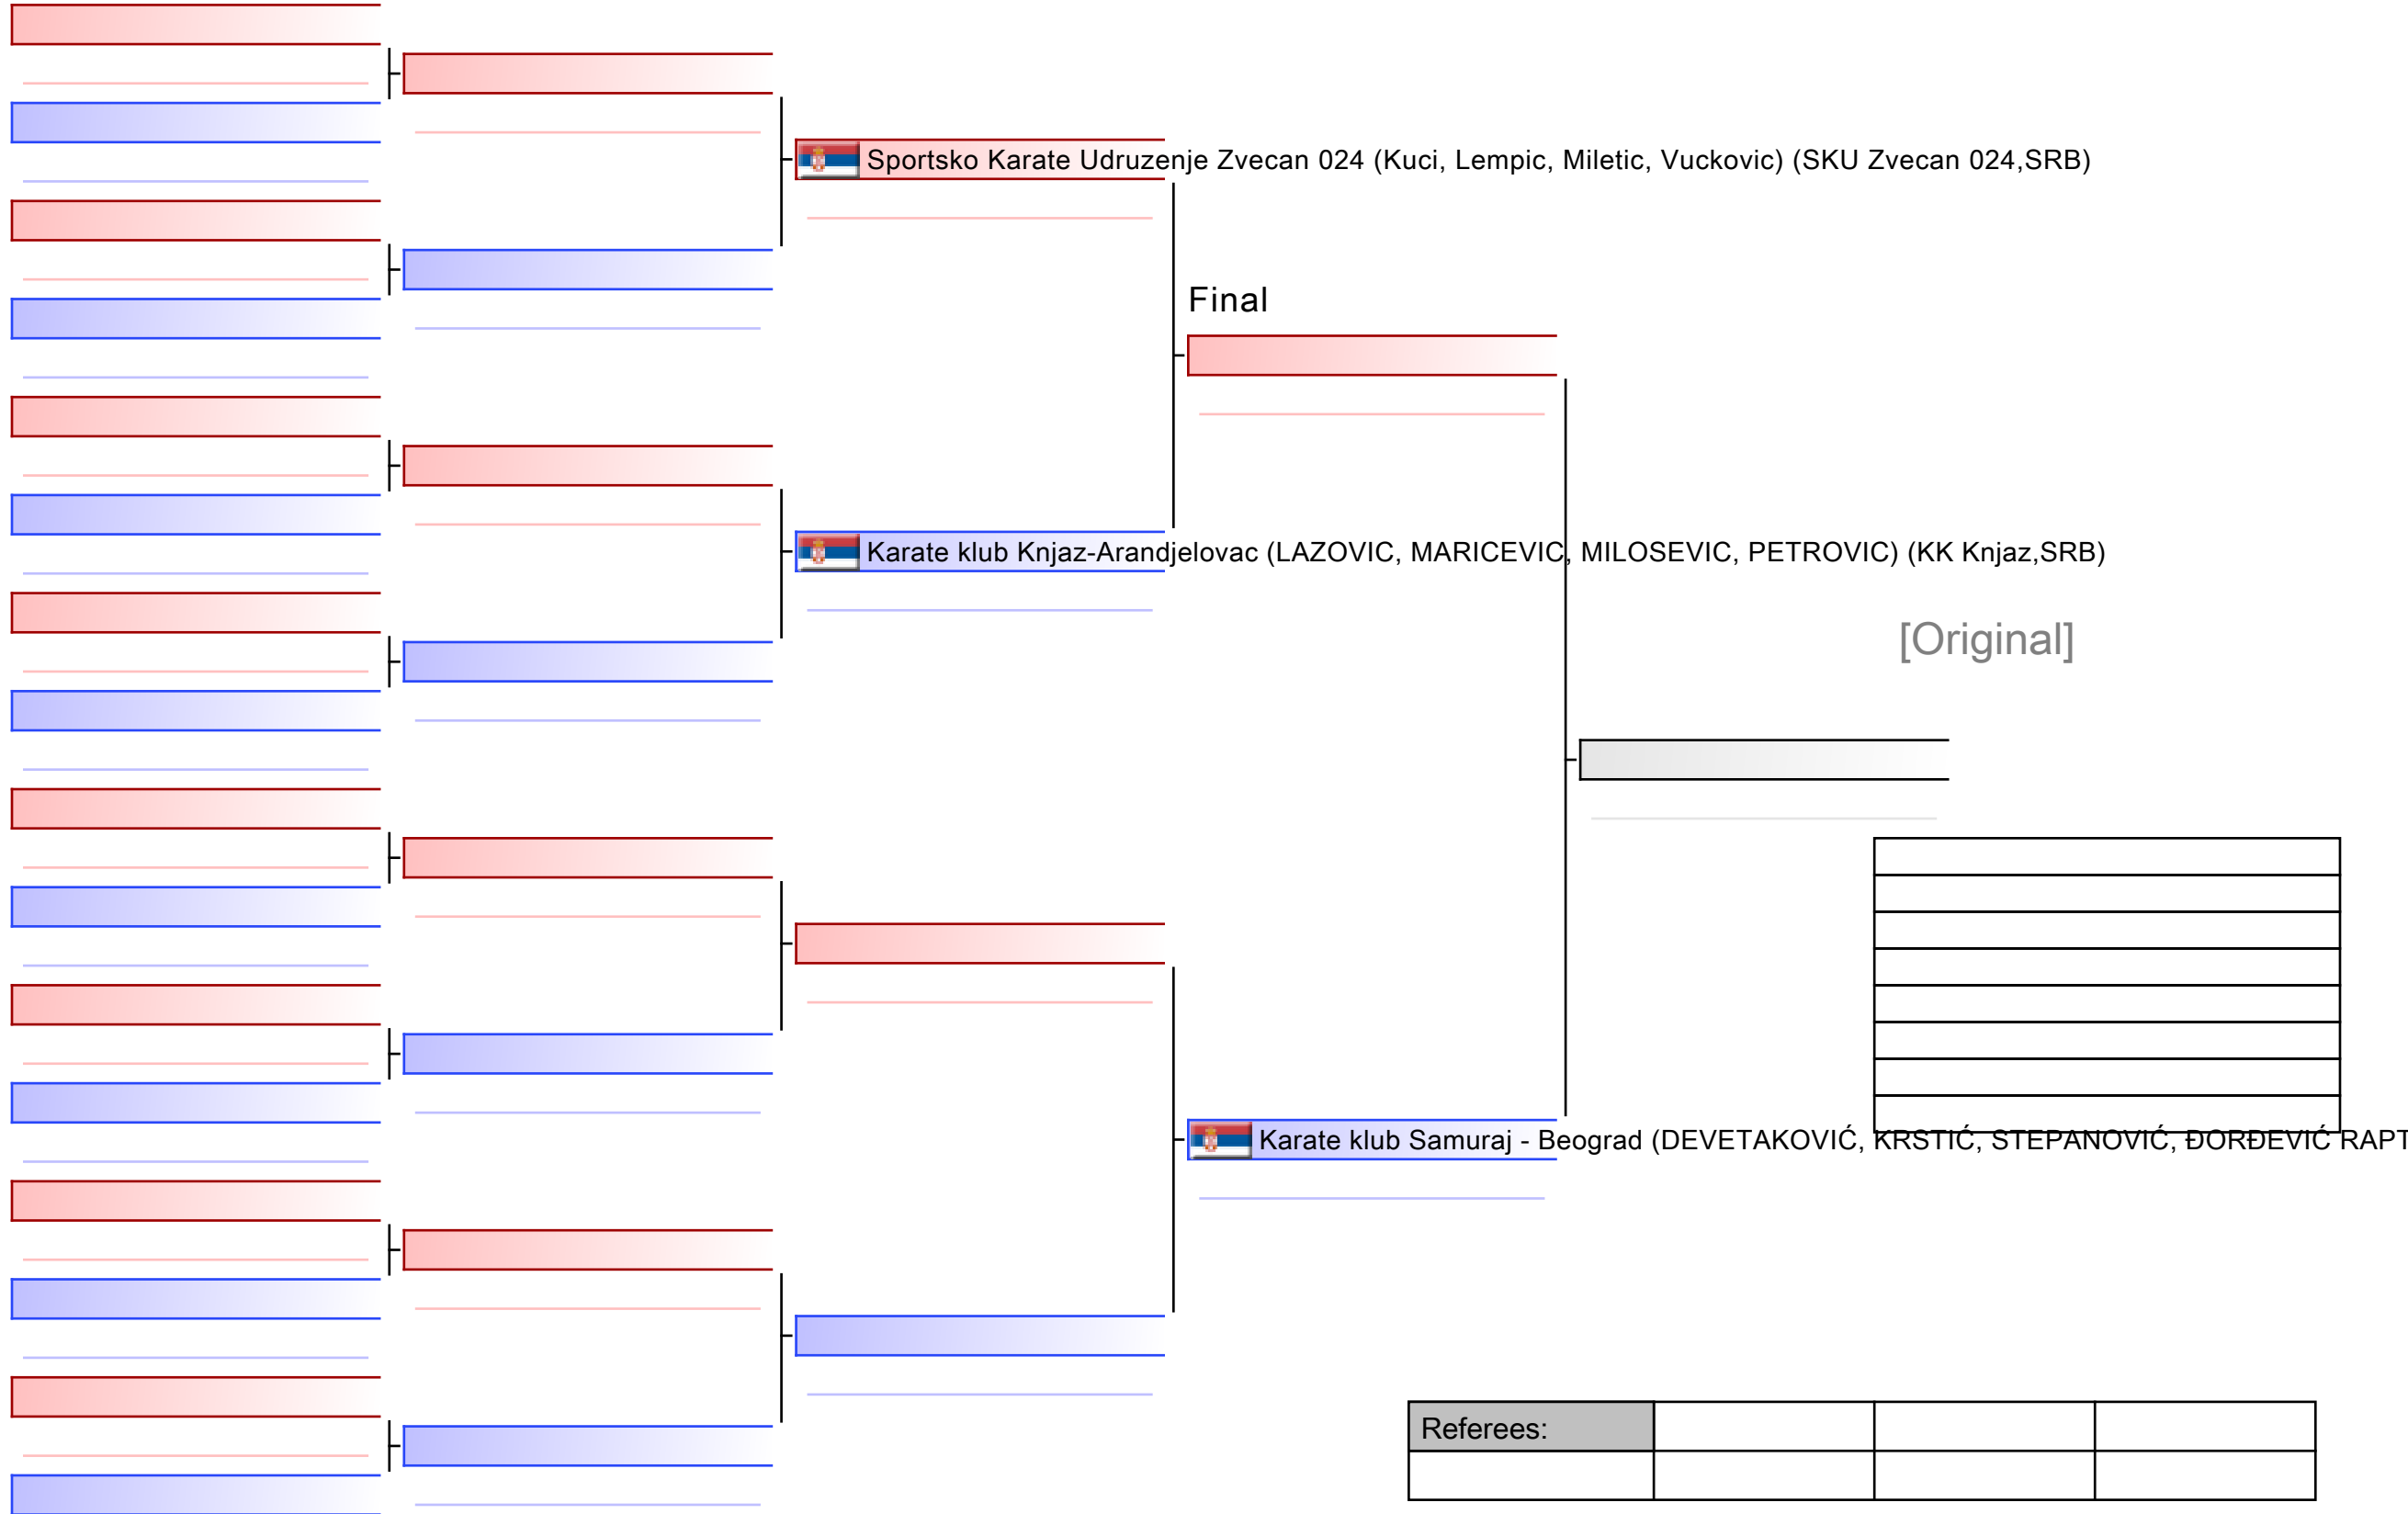 Sportsko Karate Udruzenje Zvecan 024 (Kuci, Lempic, Miletic, Vuckovic) (SKU Zvecan 024,SRB)
Final
Karate klub Knjaz-Arandjelovac (LAZOVIC, MARICEVIC, MILOSEVIC, PETROVIC) (KK Knjaz,SRB)
[Original]
Karate klub Samuraj - Beograd (DEVETAKOVIĆ, KRSTIĆ, STEPANOVIĆ, ĐORĐEVIĆ RAPT
Referees: